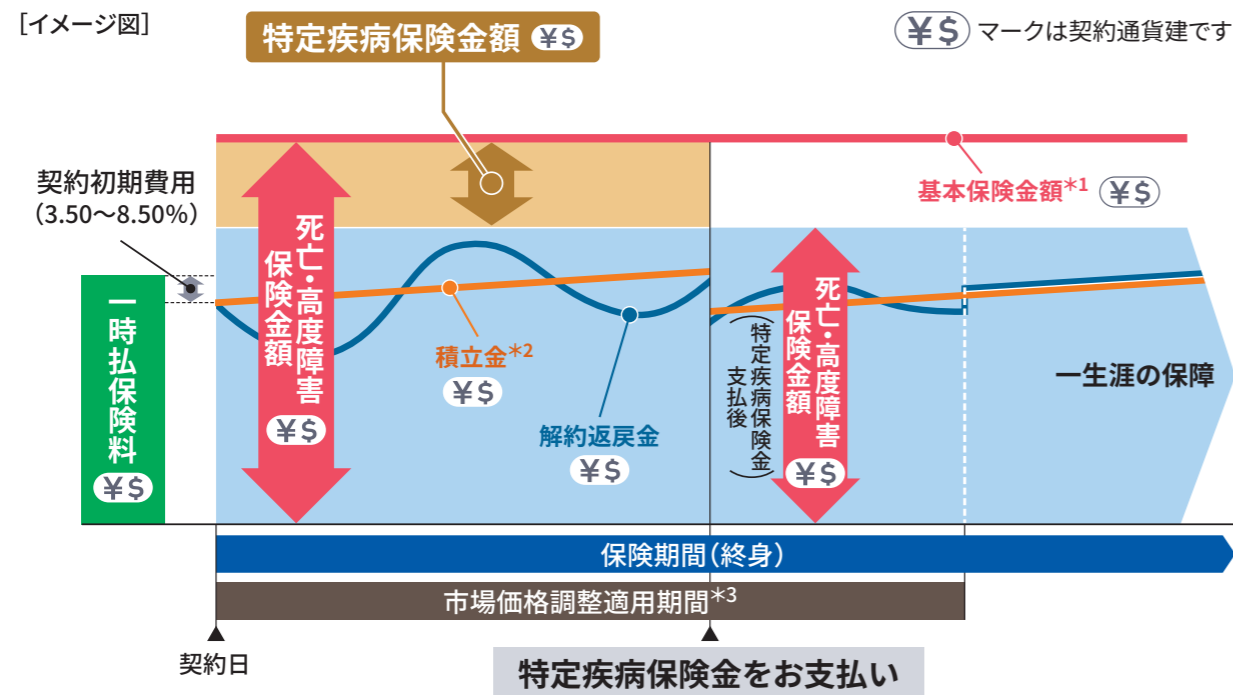 [イメージ図]
特定疾病保険金額 ¥$
¥$ マークは契約通貨建です
契約初期費用
（3.50～8.50％）
基本保険金額＊1 ¥$
一時払保険料
¥$
死亡・高度障害
保険金額
¥$
積立金＊2
¥$
解約返戻金
¥$
（特定疾病保険金
支払後）
死亡・高度障害
保険金額
¥$
一生涯の保障
保険期間（終身）
市場価格調整適用期間＊3
契約日
特定疾病保険金をお支払い